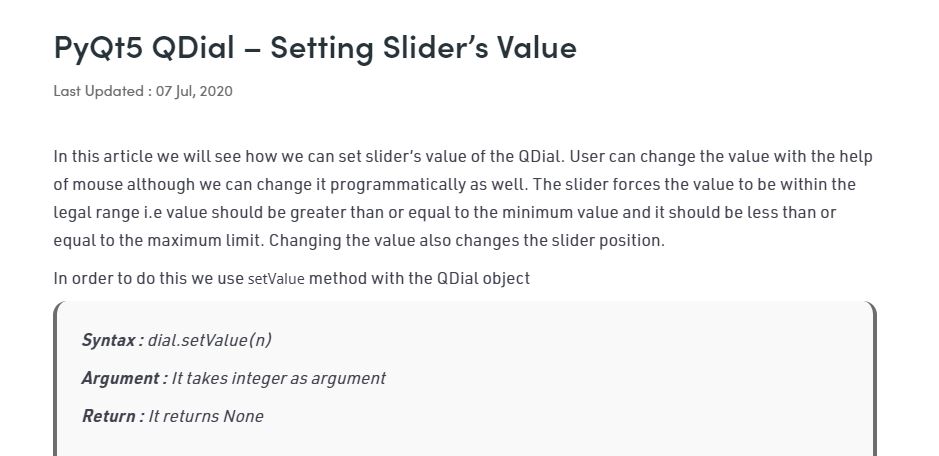 PyQt5 QDial – Setting Slider’s Value
Last Updated : 07 Jul, 2020
In this article we will see how we can set slider’s value of the QDial. User can change the value with the help
of mouse although we can change it programmatically as well. The slider forces the value to be within the
legal range i.e value should be greater than or equal to the minimum value and it should be less than or
equal to the maximum limit. Changing the value also changes the slider position.
In order to do this we use setValue method with the QDial object
Syntax : dial.setValue(n)
Argument : It takes integer as argument
Return : It returns None